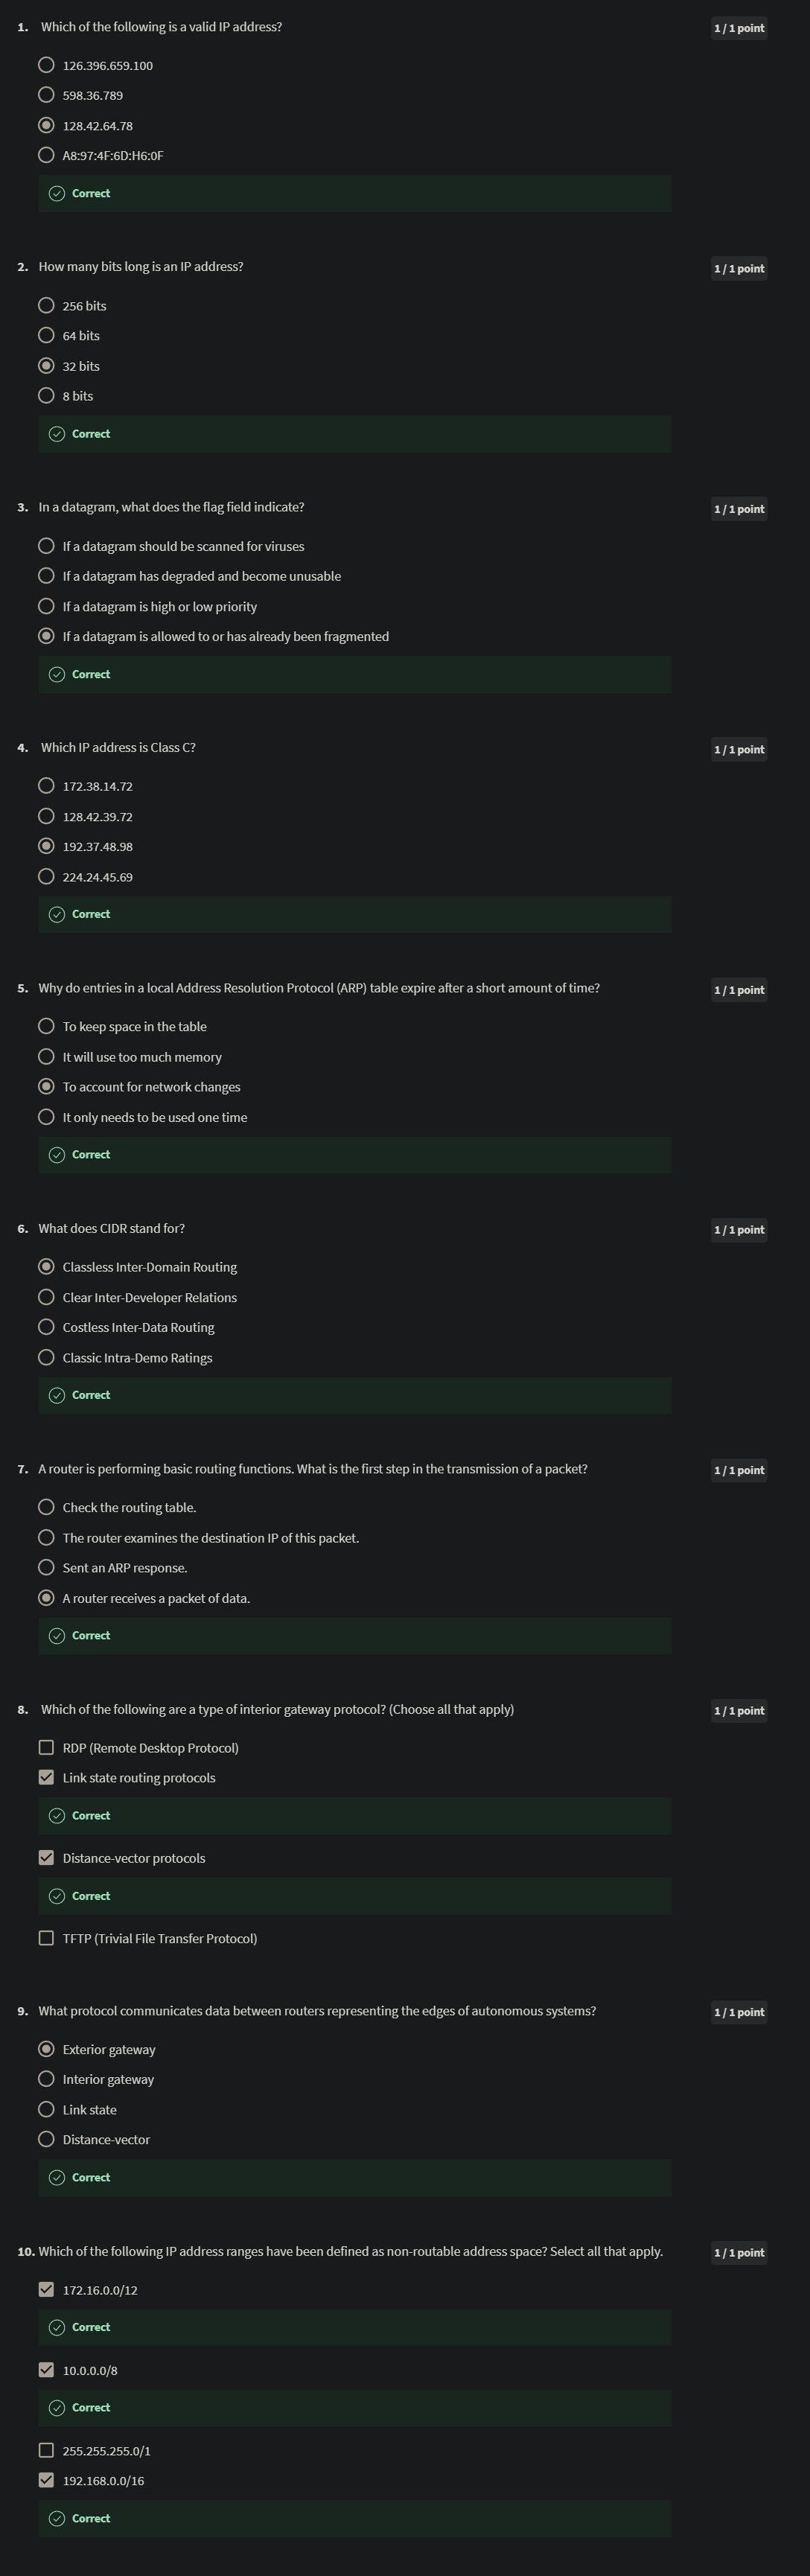 1. Which of the following is a valid IP address?
1 / 1 point
126.396.659.100
598.36.789
128.42.64.78
A8:97:4F:6D:H6:0F
Correct
2. How many bits long is an IP address?
1 / 1 point
256 bits
64 bits
32 bits
8 bits
Correct
3. In a datagram, what does the flag field indicate?
1 / 1 point
If a datagram should be scanned for viruses
If a datagram has degraded and become unusable
If a datagram is high or low priority
If a datagram is allowed to or has already been fragmented
Correct
4. Which IP address is Class C?
1 / 1 point
172.38.14.72
128.42.39.72
192.37.48.98
224.24.45.69
Correct
5. Why do entries in a local Address Resolution Protocol (ARP) table expire after a short amount of time?
1 / 1 point
To keep space in the table
It will use too much memory
To account for network changes
It only needs to be used one time
Correct
6. What does CIDR stand for?
1 / 1 point
Classless Inter-Domain Routing
Clear Inter-Developer Relations
Costless Inter-Data Routing
Classic Intra-Demo Ratings
Correct
7. A router is performing basic routing functions. What is the first step in the transmission of a packet?
1 / 1 point
Check the routing table.
The router examines the destination IP of this packet.
Sent an ARP response.
A router receives a packet of data.
Correct
8. Which of the following are a type of interior gateway protocol? (Choose all that apply)
1 / 1 point
RDP (Remote Desktop Protocol)
Link state routing protocols
Correct
Distance-vector protocols
Correct
TFTP (Trivial File Transfer Protocol)
9. What protocol communicates data between routers representing the edges of autonomous systems?
1 / 1 point
Exterior gateway
Interior gateway
Link state
Distance-vector
Correct
10. Which of the following IP address ranges have been defined as non-routable address space? Select all that apply.
1 / 1 point
172.16.0.0/12
Correct
10.0.0.0/8
Correct
255.255.255.0/1
192.168.0.0/16
Correct